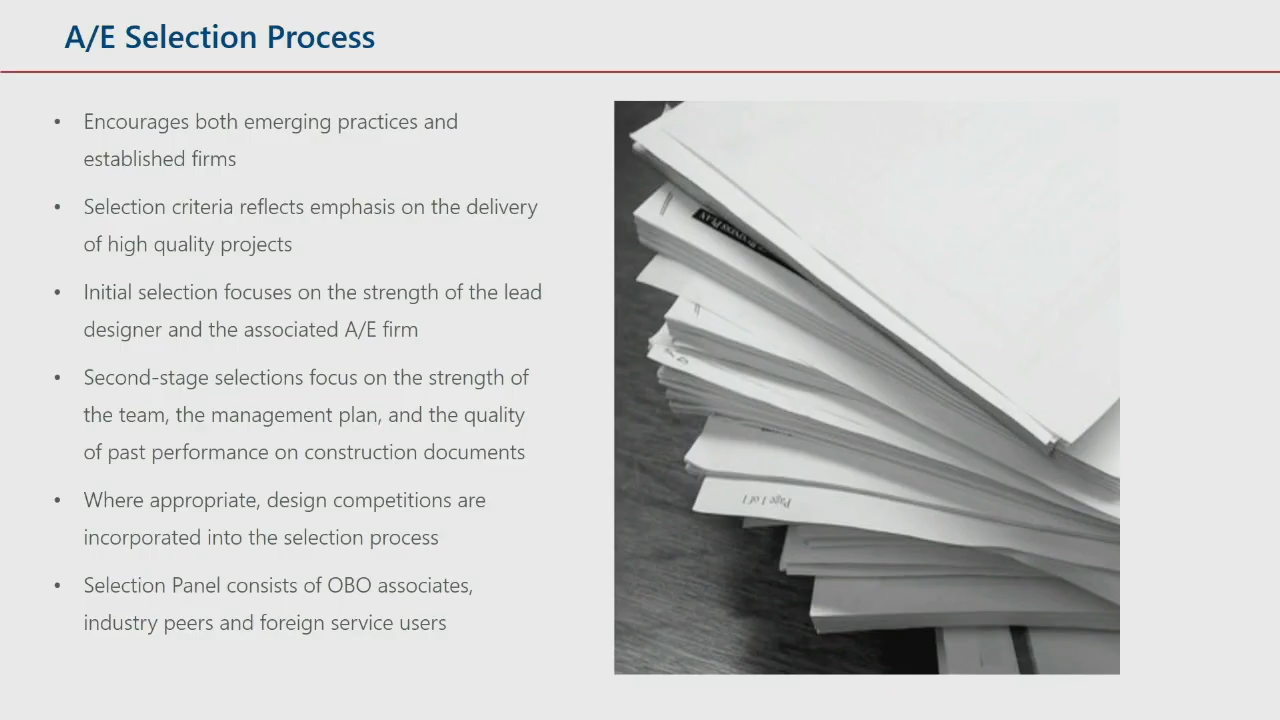 A/E Selection Process
• Encourages both emerging practices and
established firms
• Selection criteria reflects emphasis on the delivery
of high quality projects
• Initial selection focuses on the strength of the lead
designer and the associated A/E firm
• Second-stage selections focus on the strength of
the team, the management plan, and the quality
of past performance on construction documents
• Where appropriate, design competitions are
incorporated into the selection process
• Selection Panel consists of OBO associates,
industry peers and foreign service users
Page 1 of 1